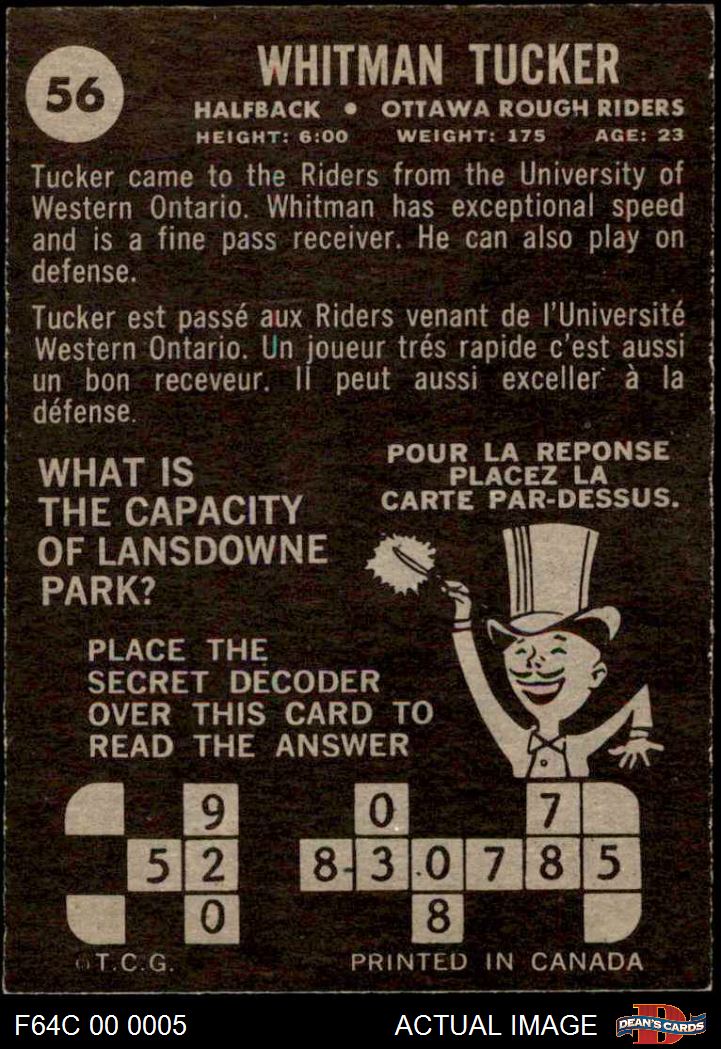 56
WHITMAN TUCKER
HALFBACK • OTTAWA ROUGH RIDERS
HEIGHT: 6:00 WEIGHT: 175 AGE: 23
Tucker came to the Riders from the University of
Western Ontario. Whitman has exceptional speed
and is a fine pass receiver. He can also play on
defense.
Tucker est passé aux Riders venant de l'Université
Western Ontario. Un joueur trés rapide c'est aussi
un bon receveur. Il peut aussi exceller à la
défense.
WHAT IS
THE CAPACITY
OF LANSDOWNE
PARK?
POUR LA REPONSE
PLACEZ LA
CARTE PAR-DESSUS.
PLACE THE
SECRET DECODER
OVER THIS CARD TO
READ THE ANSWER
9 0 7
5 2 8 3 0 7 8 5
0 8
©T.C.G. PRINTED IN CANADA
F64C 00 0005 ACTUAL IMAGE DEAN'S CARDS